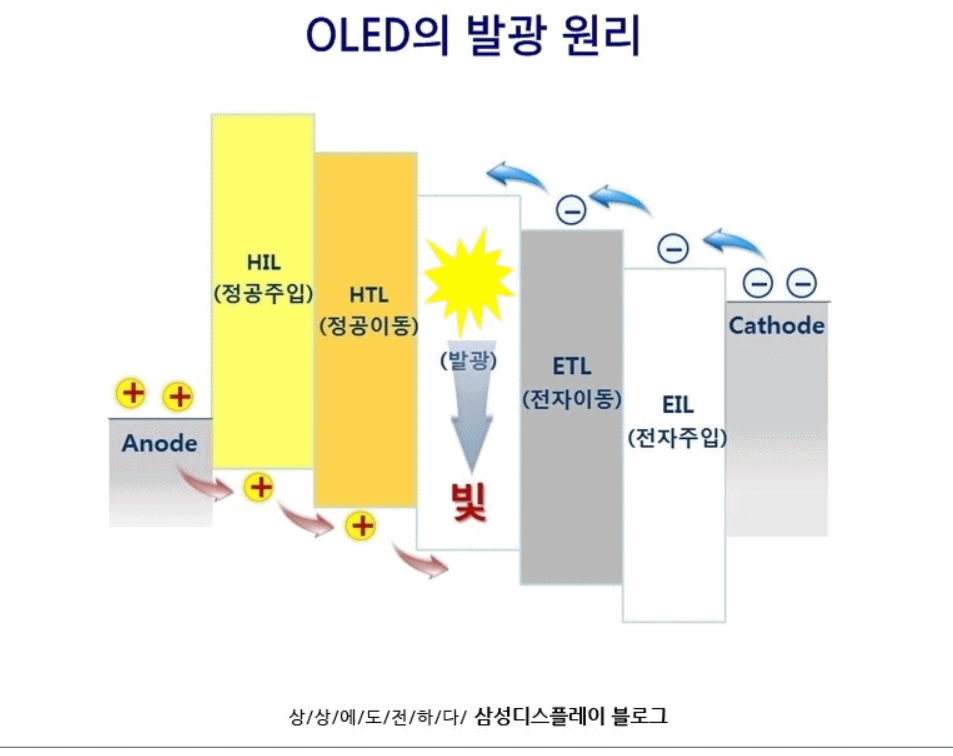 OLED의 발광 원리
HIL
(정공주입)
HTL
(정공이동)
(발광)
빛
ETL
(전자이동)
EIL
(전자주입)
Cathode
Anode
상/상/에/도/전/하/다/ 삼성디스플레이 블로그